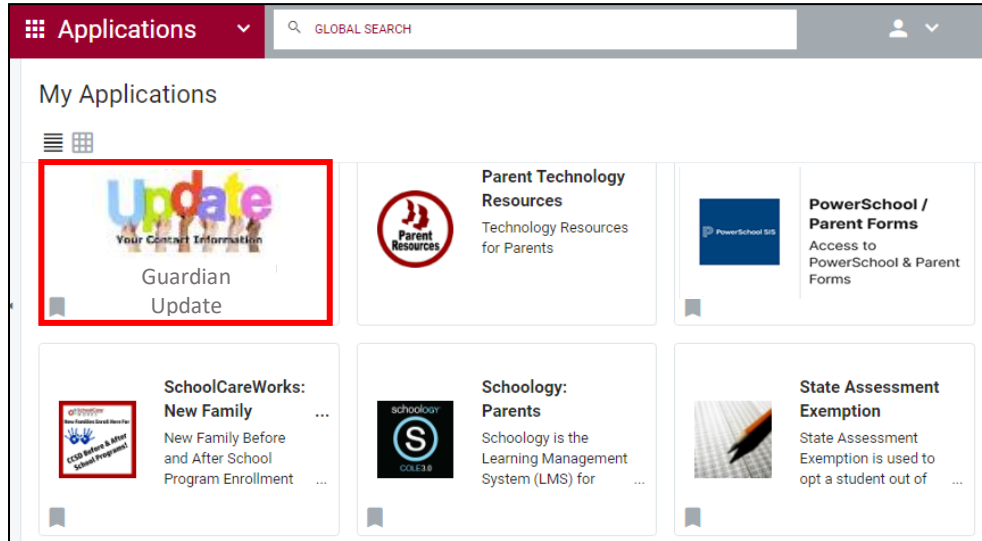 Applications
GLOBAL SEARCH
My Applications
Update
Your Contact Information
Guardian
Update
Parent
Resources
Parent Technology
Resources
Technology Resources
for Parents
PowerSchool SIS
PowerSchool /
Parent Forms
Access to
PowerSchool & Parent
Forms
SchoolCare
WORKS
New Families Enroll Here For
CCSD Before & After
School Programs!
SchoolCareWorks:
New Family ...
New Family Before
and After School
Program Enrollment ...
schoology
S
COLE3.0
Schoology:
Parents
Schoology is the
Learning Management
System (LMS) for ...
State Assessment
Exemption
State Assessment
Exemption is used to
opt a student out of ...